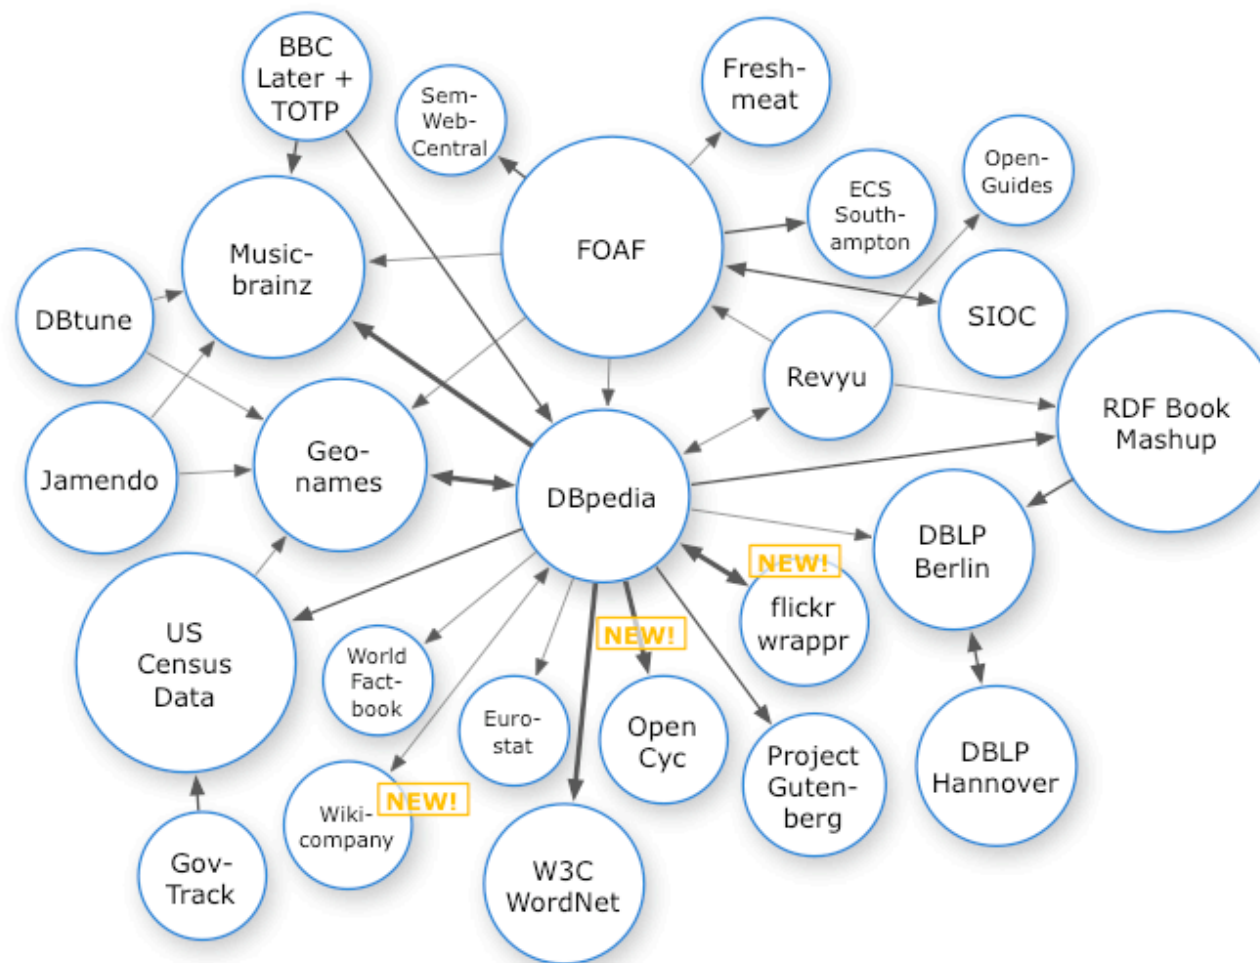 BBC
Later +
TOTP
Sem-
Web-
Central
Fresh-
meat
Open-
Guides
ECS
South-
ampton
FOAF
Music-
brainz
DBtune
SIOC
Revyu
RDF Book
Mashup
Geo-
names
Jamendo
DBpedia
DBLP
Berlin
NEW!
flickr
wrappr
NEW!
US
Census
Data
World
Fact-
book
Euro-
stat
Open
Cyc
Project
Guten-
berg
DBLP
Hannover
NEW!
Wiki-
company
Gov-
Track
W3C
WordNet